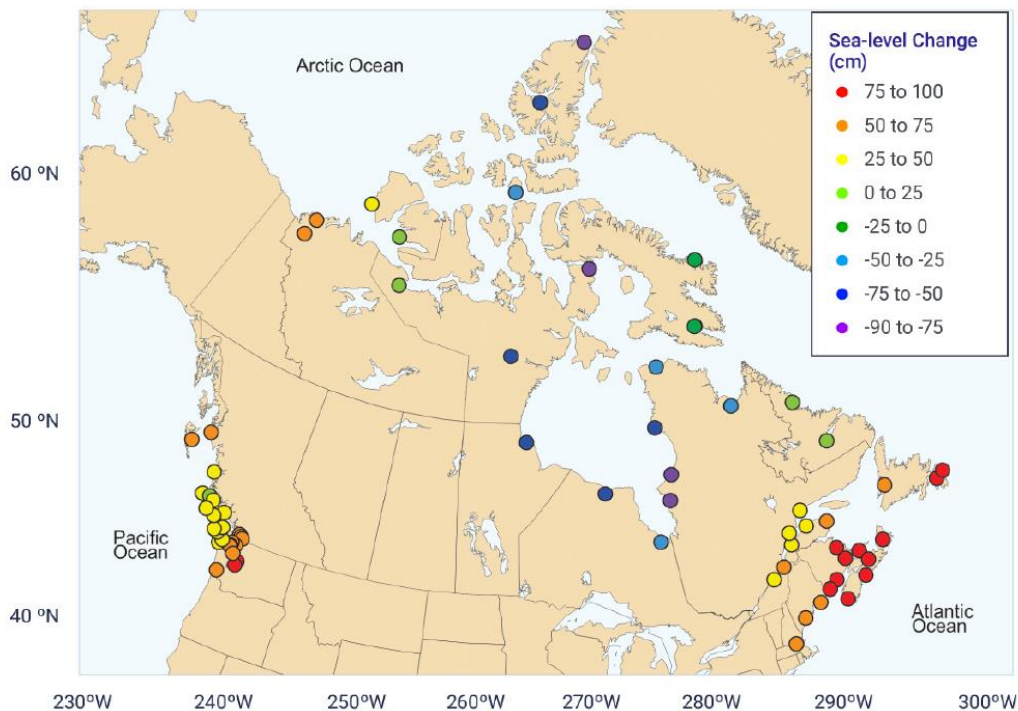 Arctic Ocean
Sea-level Change
(cm)
75 to 100
50 to 75
25 to 50
0 to 25
-25 to 0
-50 to -25
-75 to -50
-90 to -75
60 ºN
50 ºN
Pacific
Ocean
40 ºN
Atlantic
Ocean
230ºW
240ºW
250ºW
260ºW
270ºW
280ºW
290ºW
300ºW